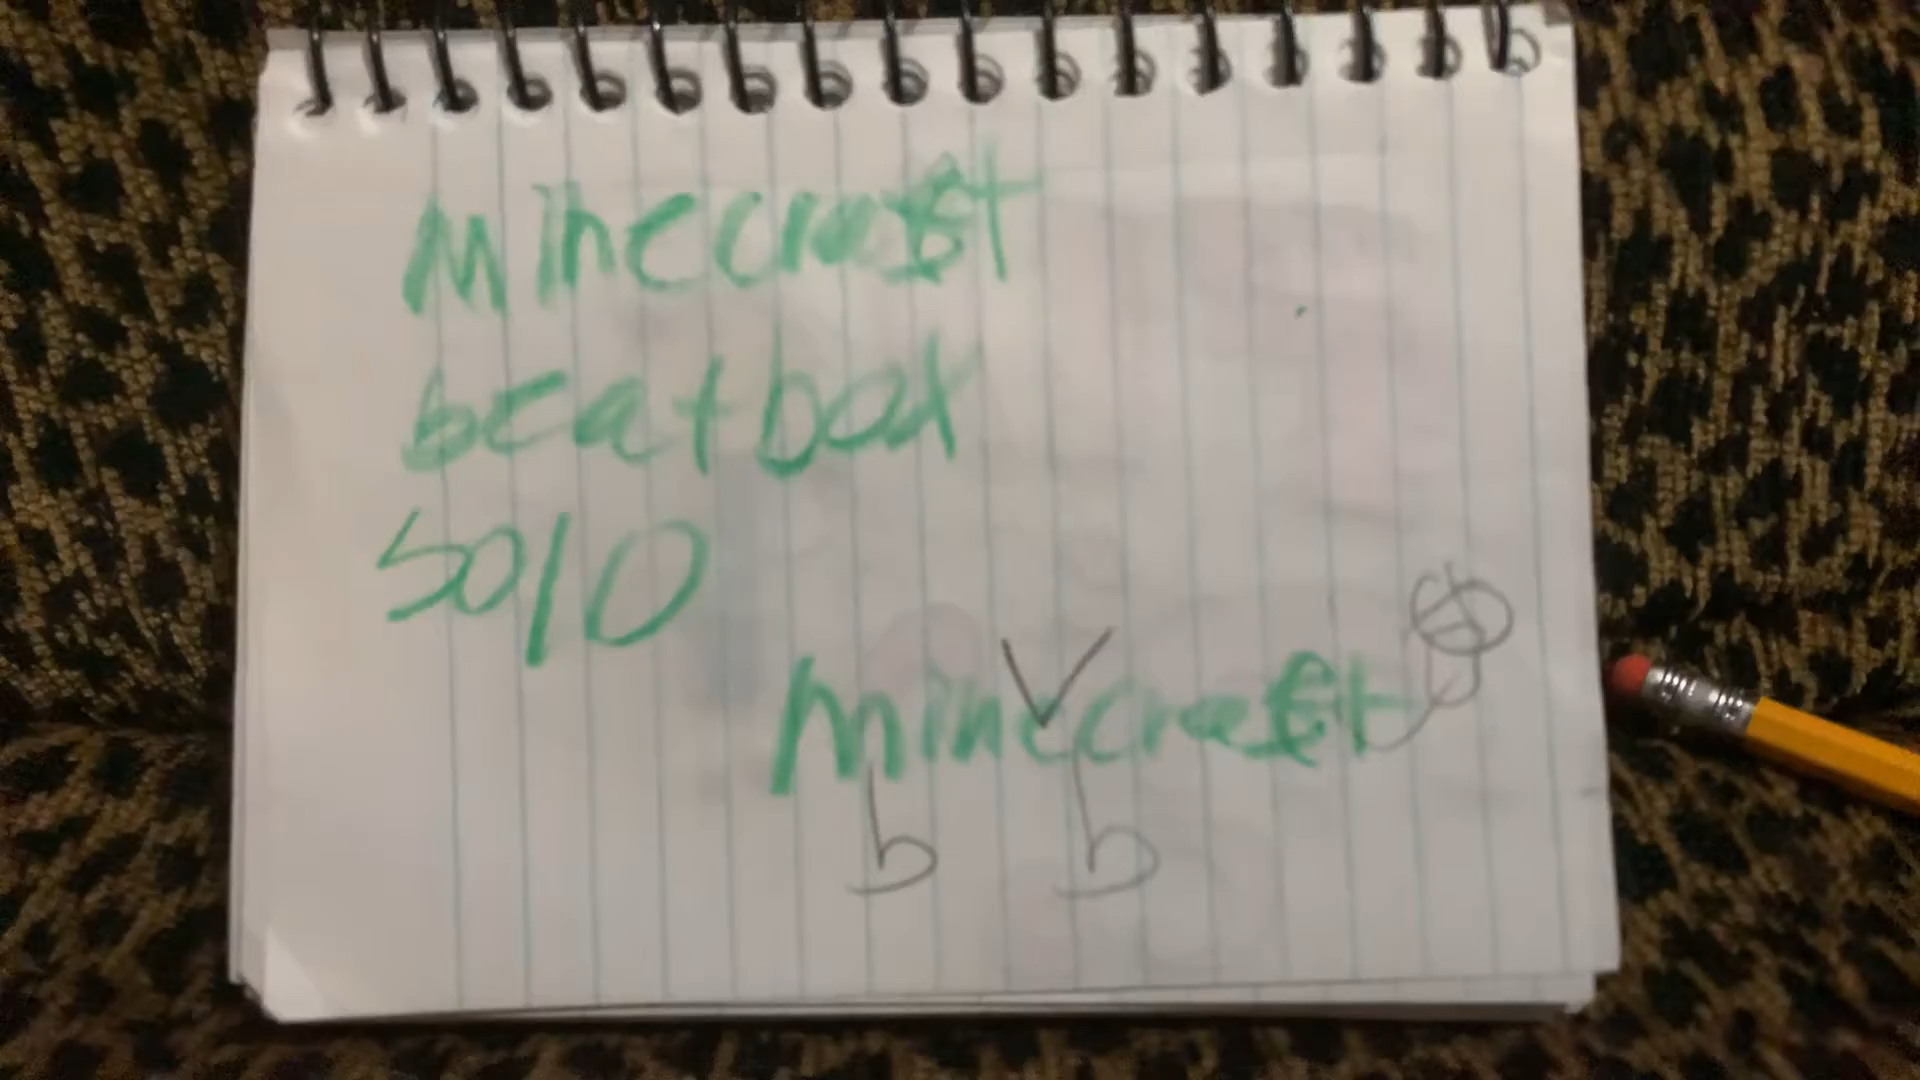 Minecraft
beatbox
solo
minecraft
b b